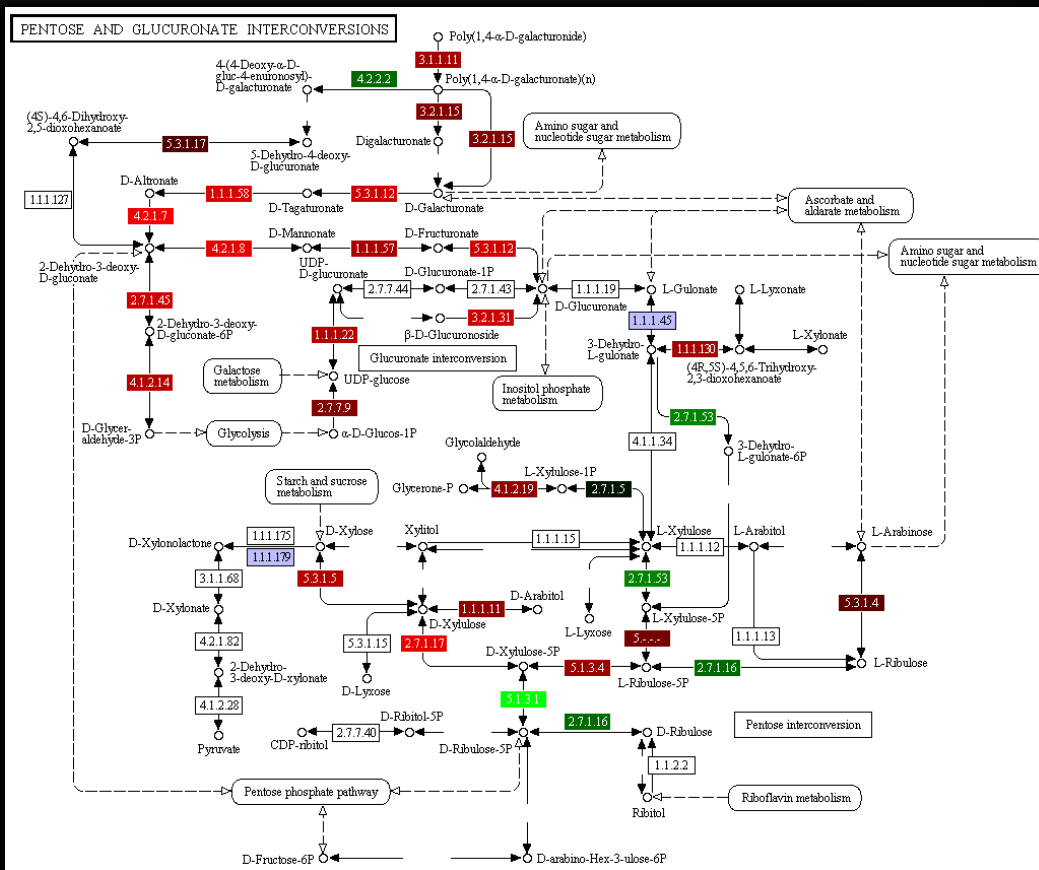 PENTOSE AND GLUCURONATE INTERCONVERSIONS
Poly(1,4-α-D-galacturonide)
3.1.1.11
4-(4-Deoxy-α-D-
gluc-4-enuronosyl)-
D-galacturonate
4.2.2.2
Poly(1,4-α-D-galacturonate)(n)
3.2.1.15
3.2.1.15
(4S)-4,6-Dihydroxy-
2,5-dioxohexanoate
5.3.1.17
5-Dehydro-4-deoxy-
D-glucuronate
Digalacturonate
Amino sugar and
nucleotide sugar metabolism
1.1.1.127
D-Altronate
1.1.1.58
D-Tagaturonate
5.3.1.12
D-Galacturonate
Ascorbate and
aldarate metabolism
4.2.1.7
2-Dehydro-3-deoxy-
D-gluconate
4.2.1.8
D-Mannonate
1.1.1.57
D-Fructuronate
5.3.1.12
Amino sugar and
nucleotide sugar metabolism
UDP-
D-glucuronate
2.7.7.44
D-Glucuronate-1P
2.7.1.43
D-Glucuronate
1.1.1.19
L-Gulonate
L-Lyxonate
2.7.1.45
3.2.1.31
β-D-Glucuronoside
1.1.1.45
2-Dehydro-3-deoxy-
D-gluconate-6P
1.1.1.22
Glucuronate interconversion
3-Dehydro-
L-gulonate
1.1.1.130
L-Xylonate
(4R,5S)-4,5,6-Trihydroxy-
2,3-dioxohexanoate
4.1.2.14
Galactose
metabolism
UDP-glucose
Inositol phosphate
metabolism
2.7.7.9
2.7.1.53
D-Glycer-
aldehyde-3P
Glycolysis
α-D-Glucos-1P
4.1.1.34
3-Dehydro-
L-gulonate-6P
Glycolaldehyde
Glycerone-P
4.1.2.19
L-Xylulose-1P
2.7.1.5
Starch and sucrose
metabolism
D-Xylonolactone
1.1.1.175
1.1.1.179
D-Xylose
Xylitol
1.1.1.15
L-Xylulose
1.1.1.12
L-Arabitol
L-Arabinose
3.1.1.68
5.3.1.5
2.7.1.53
D-Xylonate
D-Xylulose
1.1.1.11
D-Arabitol
L-Lyxose
L-Xylulose-5P
5.3.1.4
4.2.1.82
5.3.1.15
2.7.1.17
5.-.-.-
1.1.1.13
2-Dehydro-
3-deoxy-D-xylonate
D-Lyxose
D-Xylulose-5P
5.1.3.4
L-Ribulose-5P
2.7.1.16
L-Ribulose
4.1.2.28
5.1.3.1
Pyruvate
CDP-ribitol
2.7.7.40
D-Ribitol-5P
D-Ribulose-5P
2.7.1.16
D-Ribulose
Pentose interconversion
1.1.2.2
Pentose phosphate pathway
Ribitol
Riboflavin metabolism
D-Fructose-6P
D-arabino-Hex-3-ulose-6P